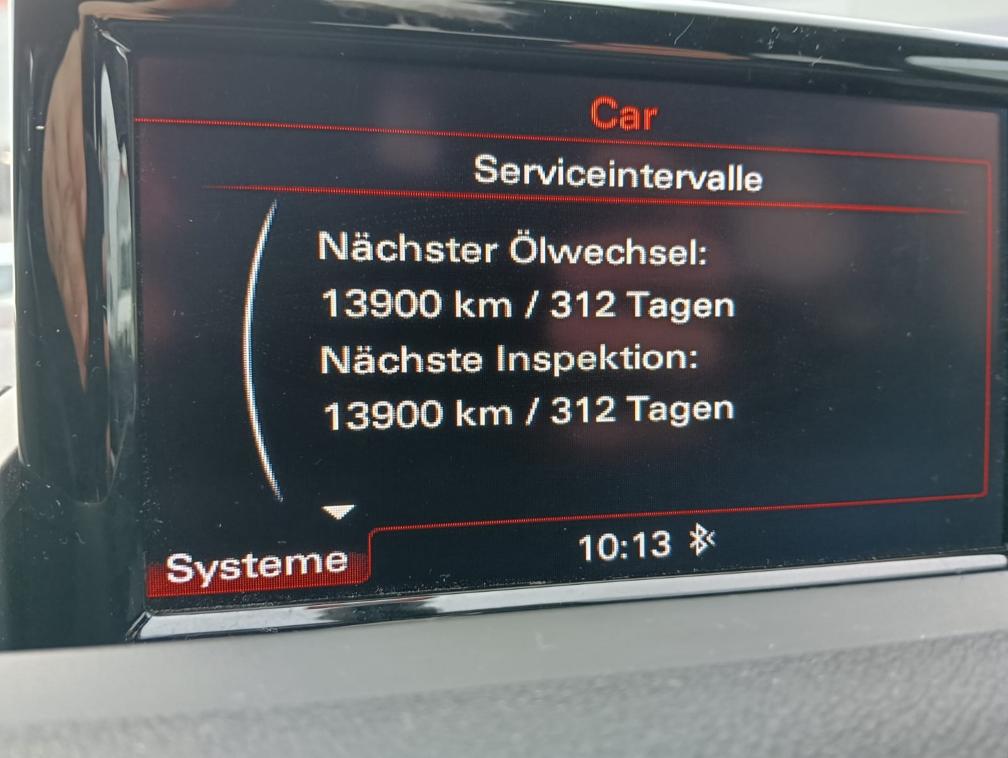 Car
Serviceintervalle
Nächster Ölwechsel:
13900 km / 312 Tagen
Nächste Inspektion:
13900 km / 312 Tagen
Systeme
10:13